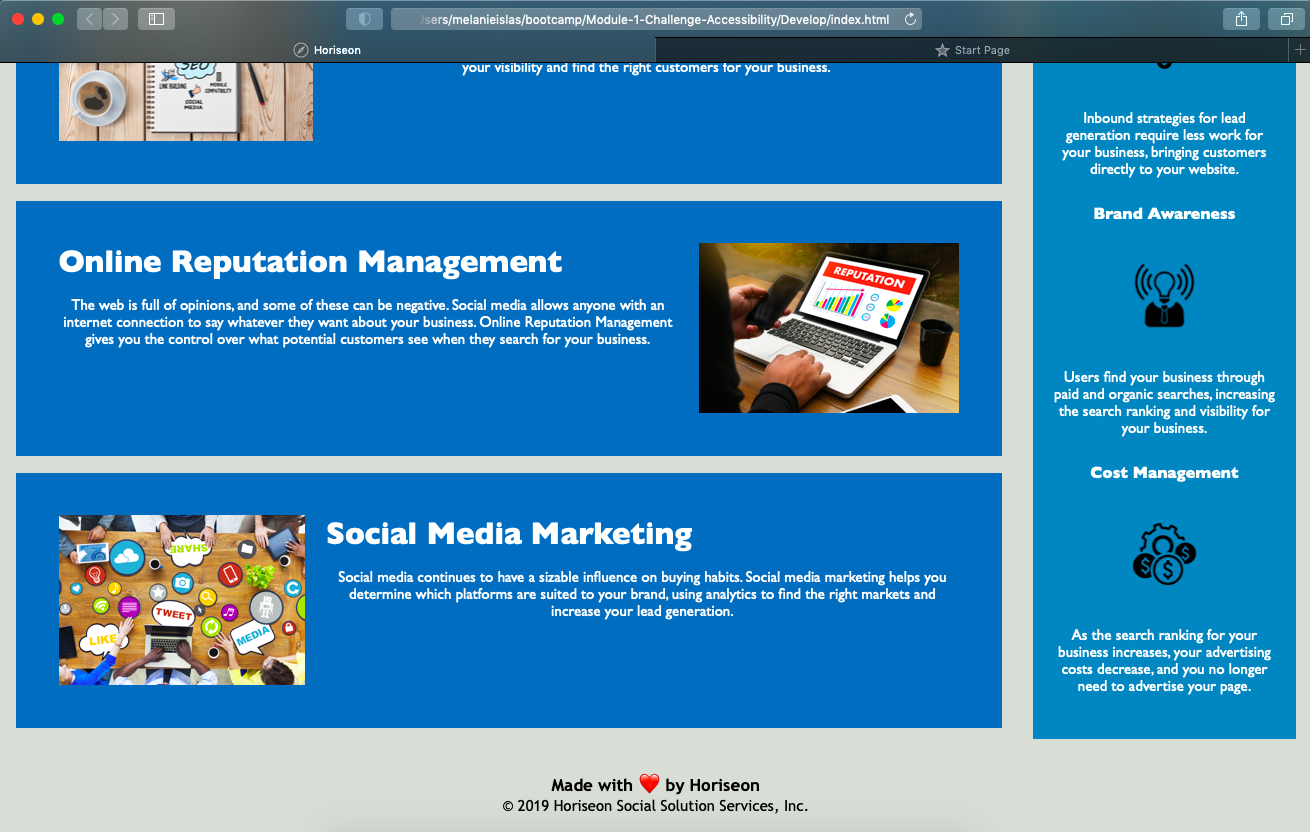 Jsers/melanieislas/bootcamp/Module-1-Challenge-Accessibility/Develop/index.html
Horiseon
Start Page
SEO
LINK BUILDING
MOBILE COMPATIBILITY
SOCIAL MEDIA
your visibility and find the right customers for your business.
Online Reputation Management
The web is full of opinions, and some of these can be negative. Social media allows anyone with an
internet connection to say whatever they want about your business. Online Reputation Management
gives you the control over what potential customers see when they search for your business.
REPUTATION
SHARE
TWEET
LIKE
MEDIA
Social Media Marketing
Social media continues to have a sizable influence on buying habits. Social media marketing helps you
determine which platforms are suited to your brand, using analytics to find the right markets and
increase your lead generation.
Inbound strategies for lead
generation require less work for
your business, bringing customers
directly to your website.
Brand Awareness
Users find your business through
paid and organic searches, increasing
the search ranking and visibility for
your business.
Cost Management
As the search ranking for your
business increases, your advertising
costs decrease, and you no longer
need to advertise your page.
Made with ❤️ by Horiseon
© 2019 Horiseon Social Solution Services, Inc.